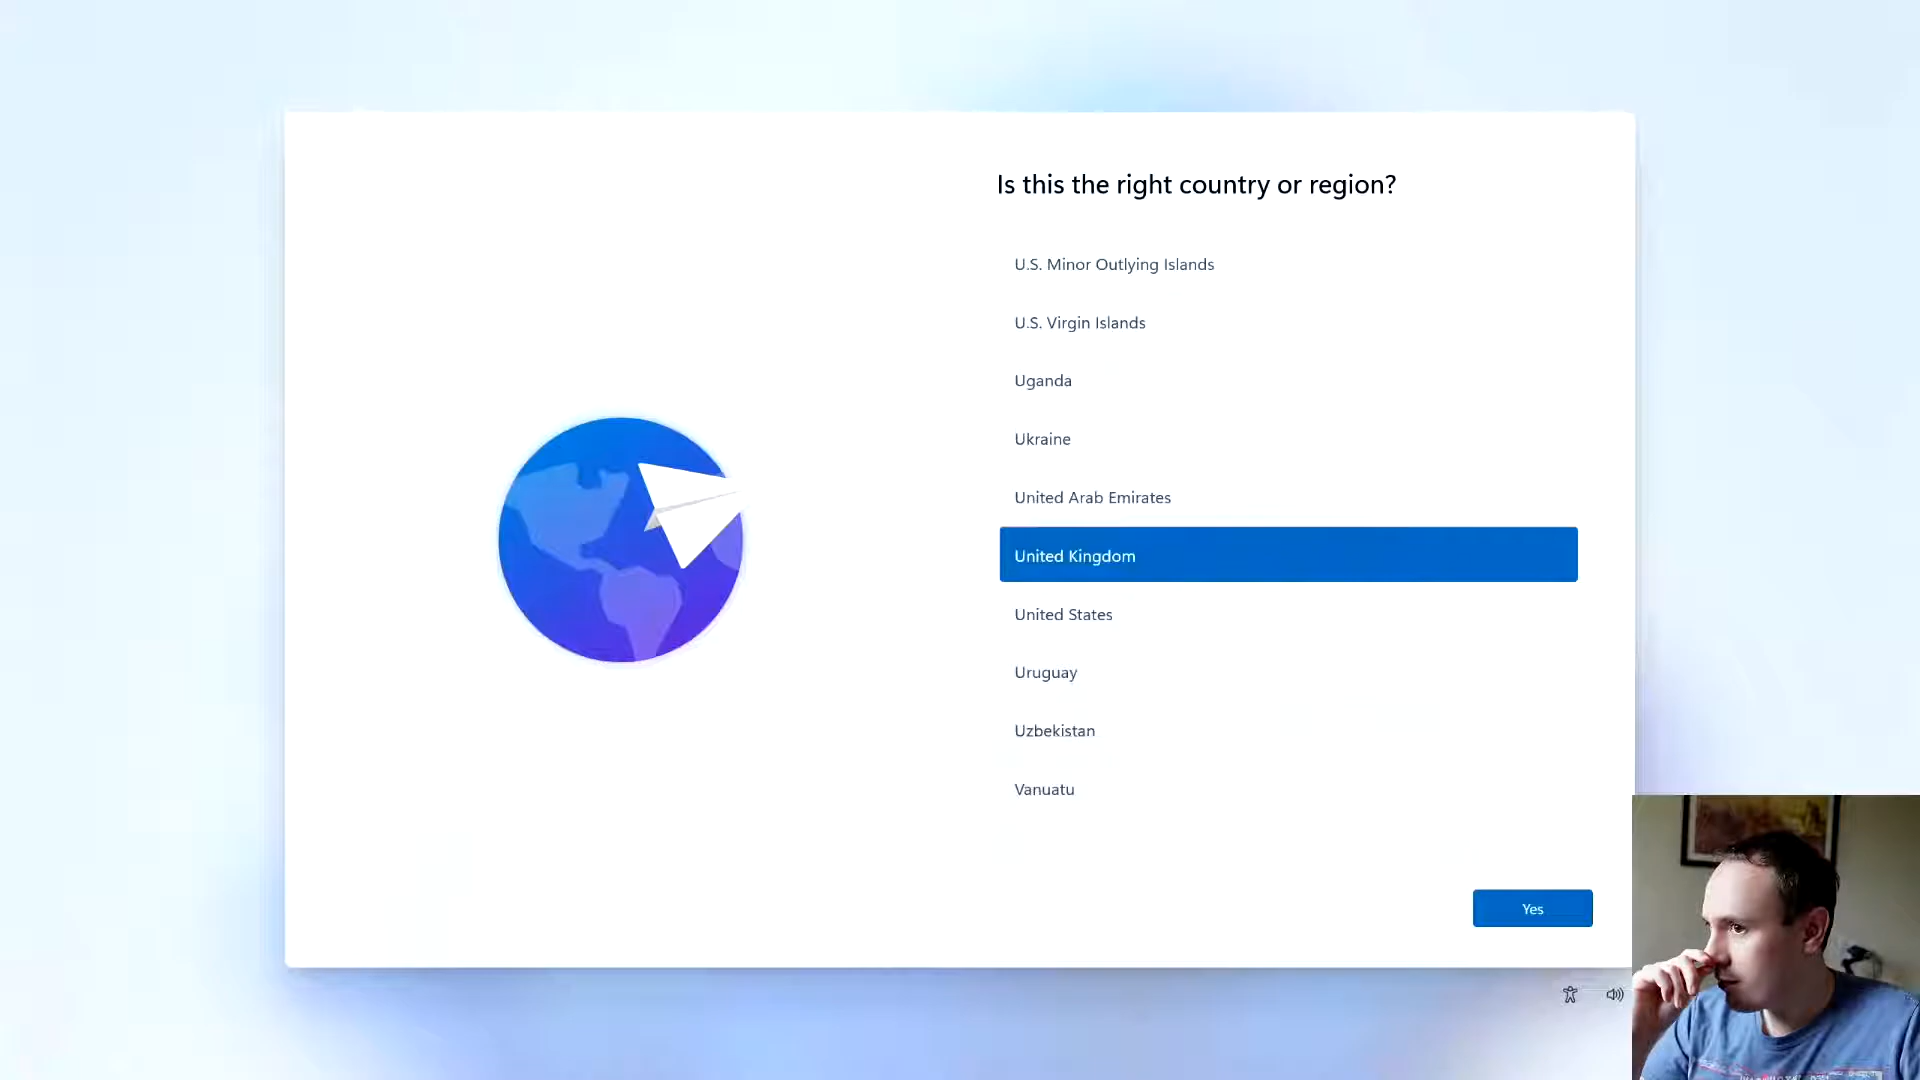 Is this the right country or region?
U.S. Minor Outlying Islands
U.S. Virgin Islands
Uganda
Ukraine
United Arab Emirates
United Kingdom
United States
Uruguay
Uzbekistan
Vanuatu
Yes